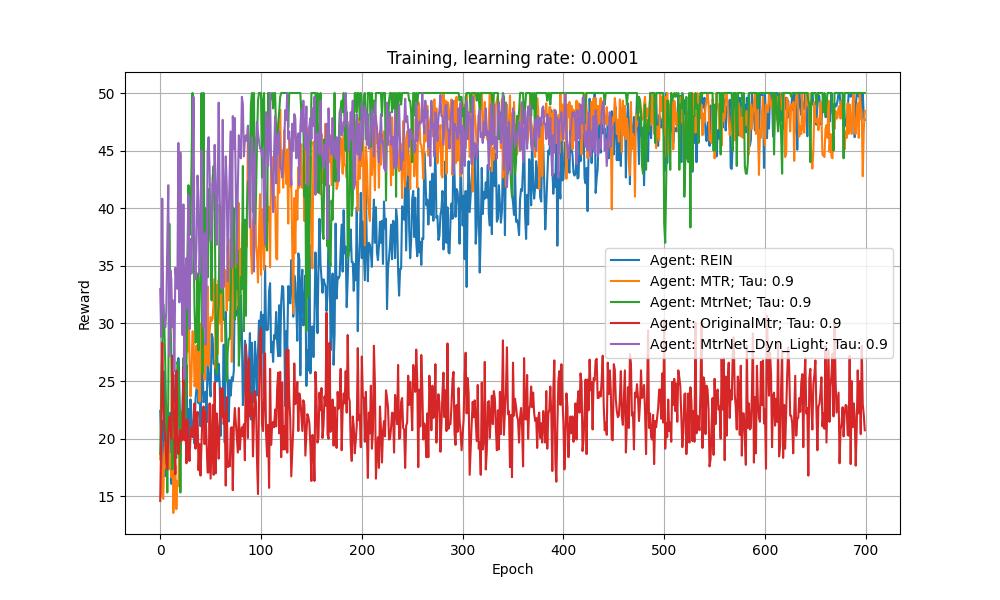 Training, learning rate: 0.0001
50
45
40
35
30
25
20
15
Reward
Agent: REIN
Agent: MTR; Tau: 0.9
Agent: MtrNet; Tau: 0.9
Agent: OriginalMtr; Tau: 0.9
Agent: MtrNet_Dyn_Light; Tau: 0.9
0 100 200 300 400 500 600 700
Epoch